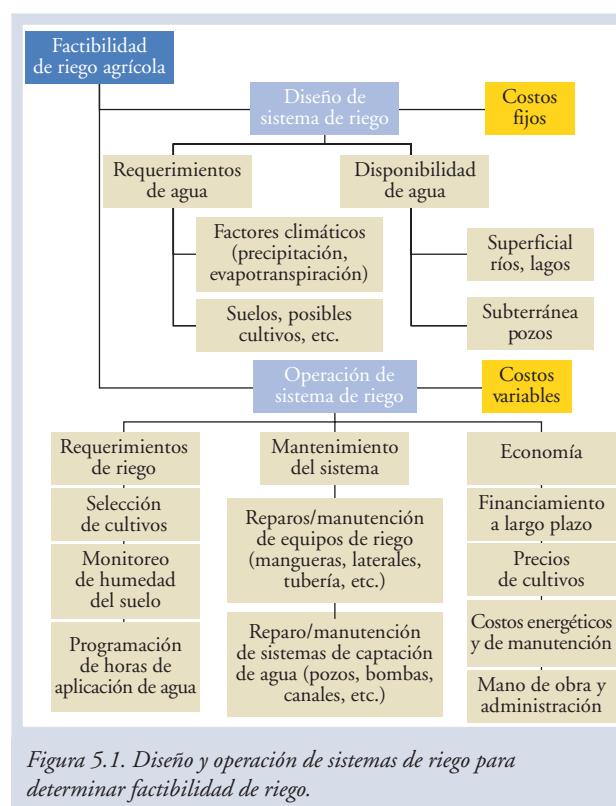 Factibilidad
de riego agrícola
Diseño de
sistema de riego
Costos
fijos
Requerimientos
de agua
Disponibilidad
de agua
Factores climáticos
(precipitación,
evapotranspiración)
Superficial
ríos, lagos
Suelos, posibles
cultivos, etc.
Subterránea
pozos
Operación de
sistema de riego
Costos
variables
Requerimientos
de riego
Mantenimiento
del sistema
Economía
Selección
de cultivos
Monitoreo
de humedad
del suelo
Programación
de horas de
aplicación de agua
Reparos/manutención
de equipos de riego
(mangueras, laterales,
tubería, etc.)
Reparo/manutención
de sistemas de captación
de agua (pozos, bombas,
canales, etc.)
Financiamiento
a largo plazo
Precios
de cultivos
Costos energéticos
y de manutención
Mano de obra y
administración
Figura 5.1. Diseño y operación de sistemas de riego para
determinar factibilidad de riego.